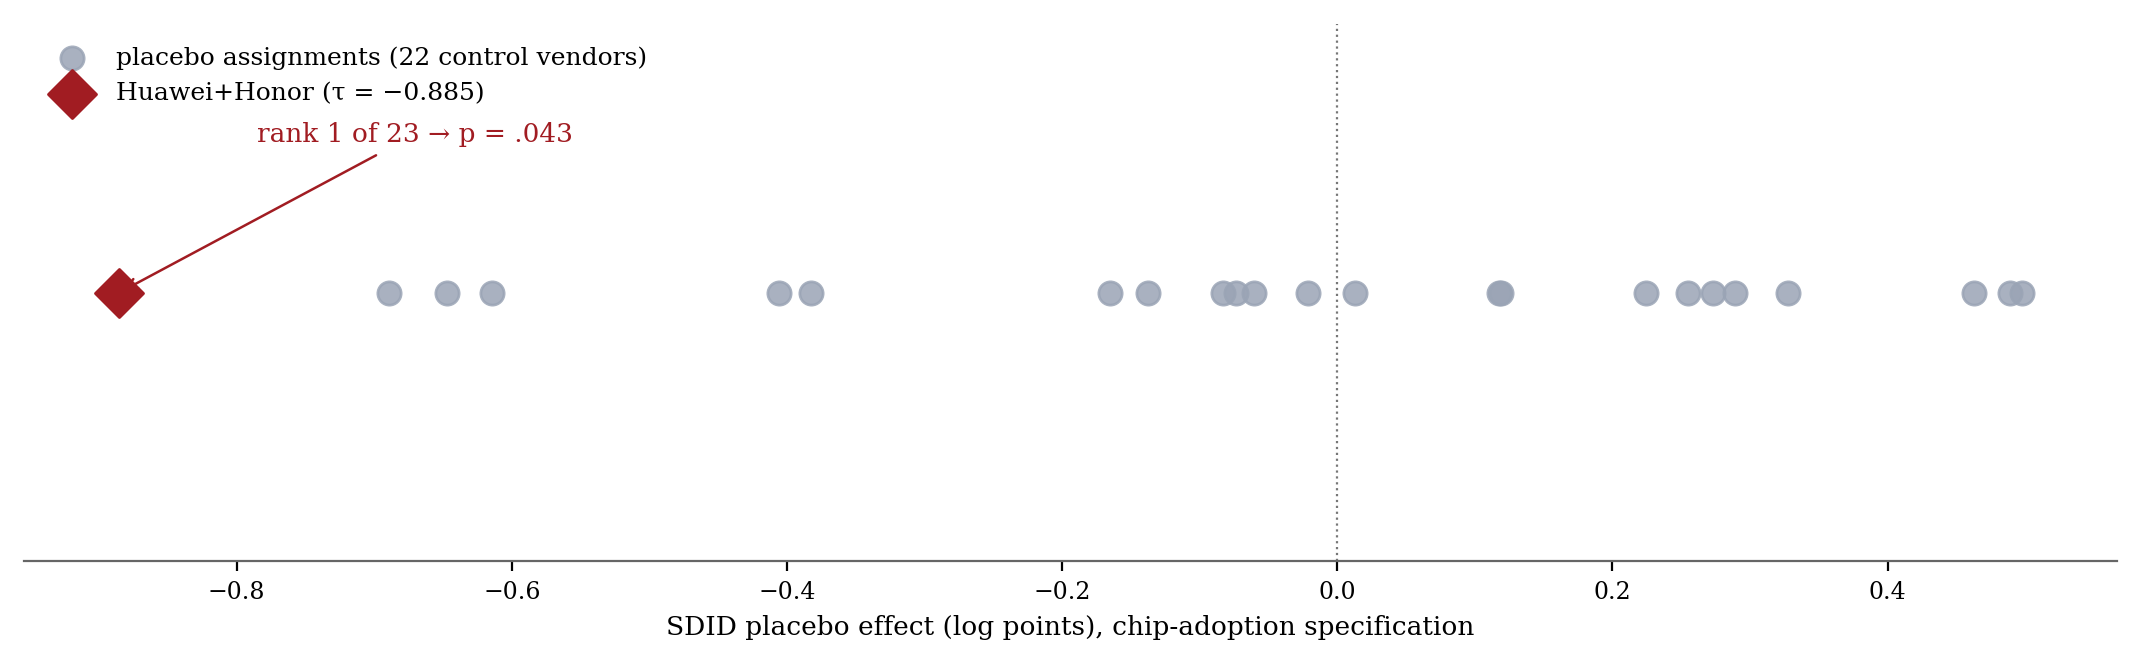 placebo assignments (22 control vendors)
Huawei+Honor (τ = −0.885)
rank 1 of 23 → p = .043
−0.8
−0.6
−0.4
−0.2
0.0
0.2
0.4
SDID placebo effect (log points), chip-adoption specification